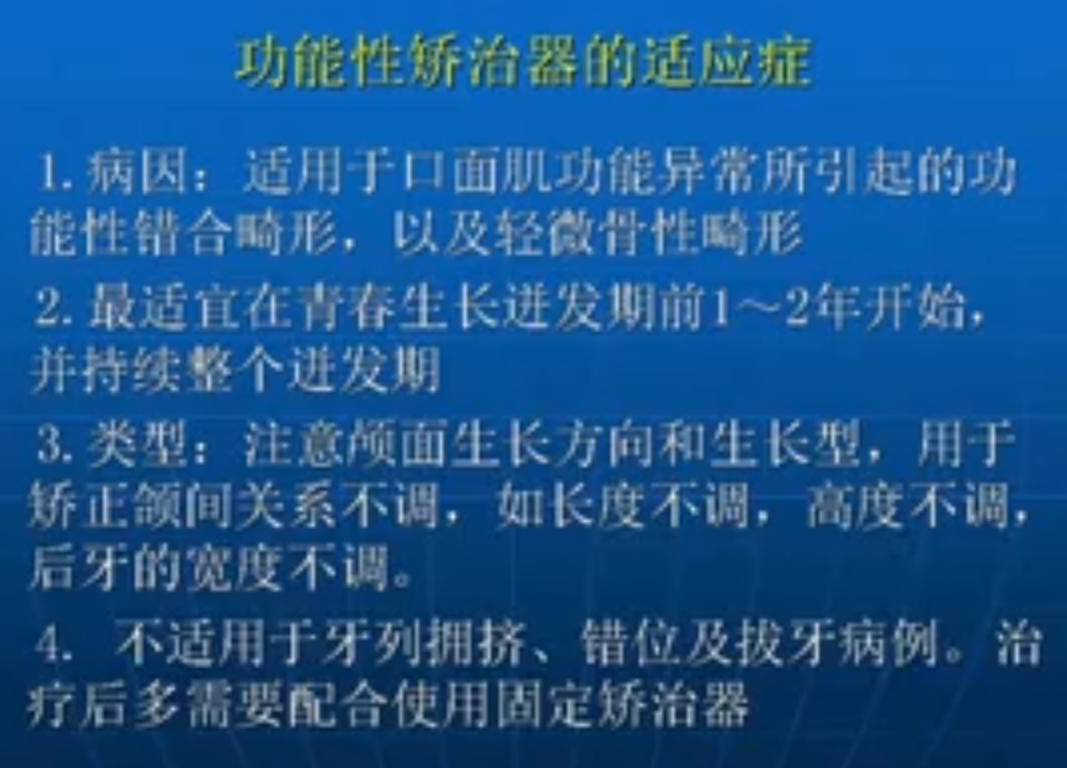 功能性矫治器的适应症
1.病因：适用于口面肌功能异常所引起的功
能性错合畸形，以及轻微骨性畸形
2.最适宜在青春生长迸发期前1～2年开始，
并持续整个迸发期
3.类型：注意颅面生长方向和生长型，用于
矫正颌间关系不调，如长度不调，高度不调，
后牙的宽度不调。
4. 不适用于牙列拥挤、错位及拔牙病例。治
疗后多需要配合使用固定矫治器